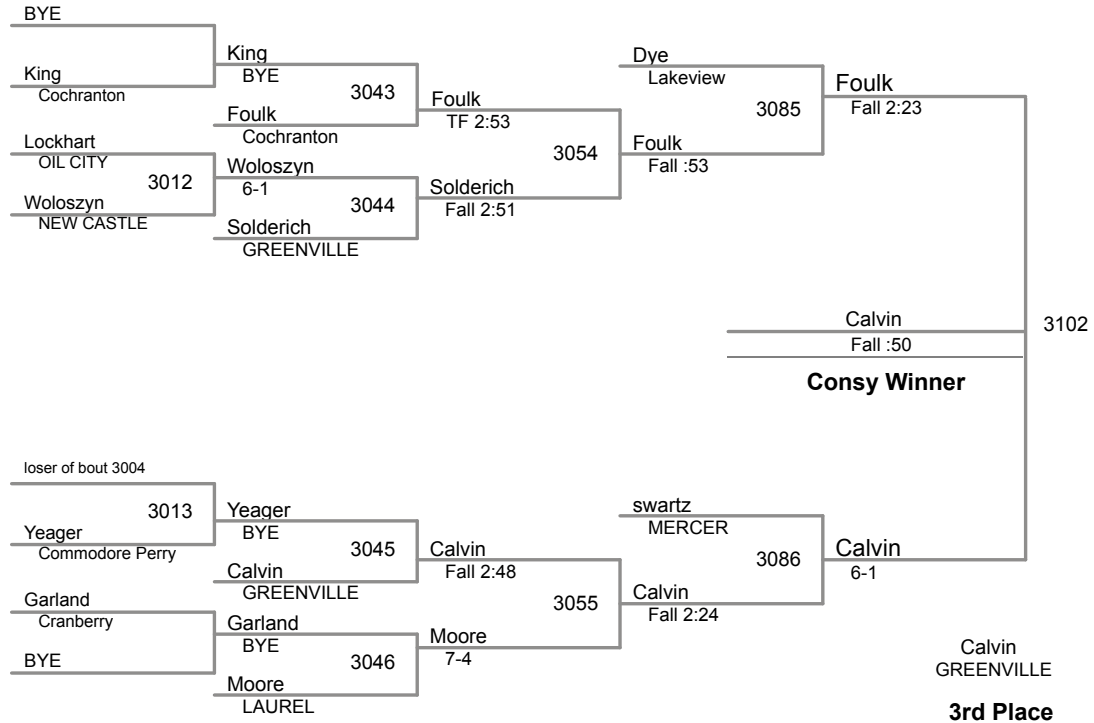 BYE
King
Cochranton
Lockhart
OIL CITY
3012
Woloszyn
NEW CASTLE
King
BYE
3043
Foulk
Cochranton
Woloszyn
6-1
3044
Solderich
GREENVILLE
Foulk
TF 2:53
3054
Solderich
Fall 2:51
Dye
Lakeview
3085
Foulk
Fall :53
Foulk
Fall 2:23
Calvin
Fall :50
3102
Consy Winner
loser of bout 3004
3013
Yeager
Commodore Perry
Garland
Cranberry
BYE
Yeager
BYE
3045
Calvin
GREENVILLE
Garland
BYE
3046
Moore
LAUREL
Calvin
Fall 2:48
3055
Moore
7-4
swartz
MERCER
3086
Calvin
Fall 2:24
Calvin
6-1
Calvin
GREENVILLE
3rd Place